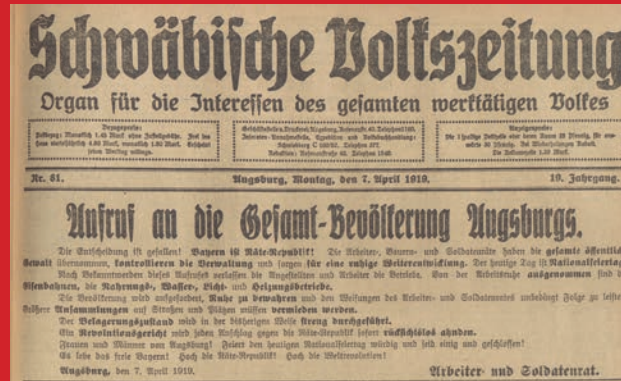 Schwäbische Volkszeitung
Organ für die Interessen des gesamten werktätigen Volkes
Bezugspreis:
Anzeigenpreis:
Nr. 81. Augsburg, Montag, den 7. April 1919. 19. Jahrgang.
Aufruf an die Gesamt-Bevölkerung Augsburgs.
Die Entscheidung ist gefallen! Bayern ist Räte-Republik! Die Arbeiter-, Bauern- und Soldatenräte haben die gesamte öffentliche
Gewalt übernommen, kontrollieren die Verwaltung und sorgen für eine ruhige Weiterentwicklung. Der heutige Tag ist Nationalfeiertag
Nach Bekanntwerden dieses Aufrufes verlassen die Angestellten und Arbeiter die Betriebe. Von der Arbeitsruhe ausgenommen sind d
Eisenbahnen, die Nahrungs-, Wasser-, Licht- und Heizungsbetriebe.
Die Bevölkerung wird aufgefordert, Ruhe zu bewahren und den Weisungen des Arbeiter- und Soldatenrates unbedingt Folge zu leisten
Größere Ansammlungen auf Straßen und Plätzen müssen vermieden werden.
Der Belagerungszustand wird in der bisherigen Weise streng durchgeführt.
Ein Revolutionsgericht wird jeden Anschlag gegen die Räte-Republik sofort rücksichtslos ahnden.
Frauen und Männer von Augsburg! Feiert den heutigen Nationalfeiertag würdig und seid einig und geschlossen!
Es lebe das freie Bayern! Hoch die Räte-Republik! Hoch die Weltrevolution!
Augsburg, den 7. April 1919. Arbeiter- und Soldatenrat.